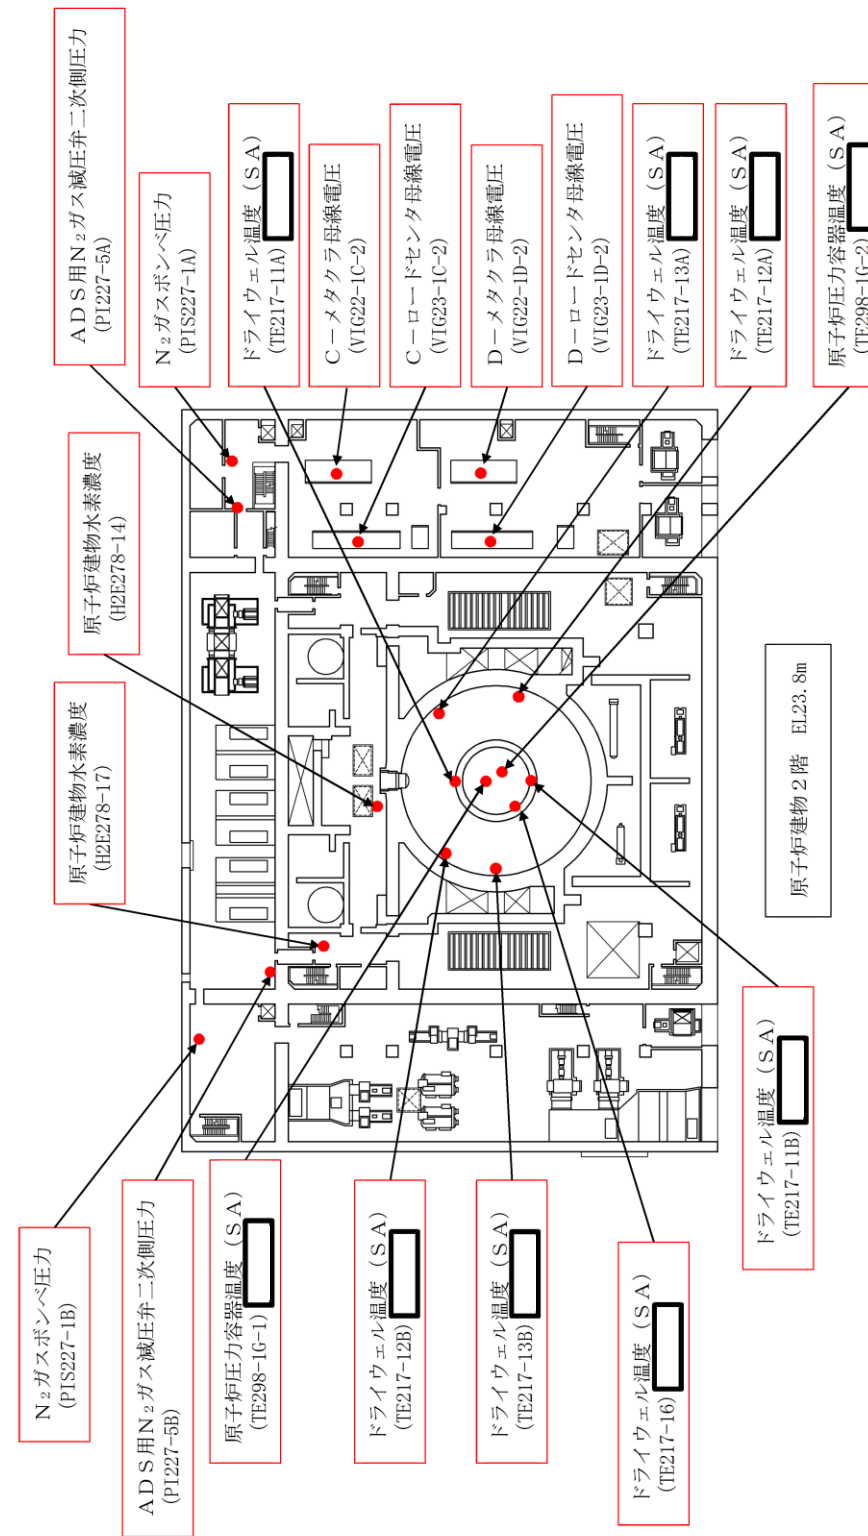 N₂ガスボンベ圧力
(PIS227-1B)
ADS用N₂ガス減圧弁二次側圧力
(PI227-5B)
原子炉圧力容器温度(SA)
(TE298-1G-1)
ドライウェル温度(SA)
(TE217-12B)
ドライウェル温度(SA)
(TE217-13B)
ドライウェル温度(SA)
(TE217-16)
ドライウェル温度(SA)
(TE217-11B)
原子炉建物水素濃度
(H2E278-17)
原子炉建物水素濃度
(H2E278-14)
ADS用N₂ガス減圧弁二次側圧力
(PI227-5A)
N₂ガスボンベ圧力
(PIS227-1A)
ドライウェル温度(SA)
(TE217-11A)
C-メタクラ母線電圧
(VIG22-1C-2)
C-ロードセンタ母線電圧
(VIG23-1C-2)
D-メタクラ母線電圧
(VIG22-1D-2)
D-ロードセンタ母線電圧
(VIG23-1D-2)
ドライウェル温度(SA)
(TE217-13A)
ドライウェル温度(SA)
(TE217-12A)
原子炉圧力容器温度(SA)
(TE298-1G-2)
原子炉建物2階 EL23.8m